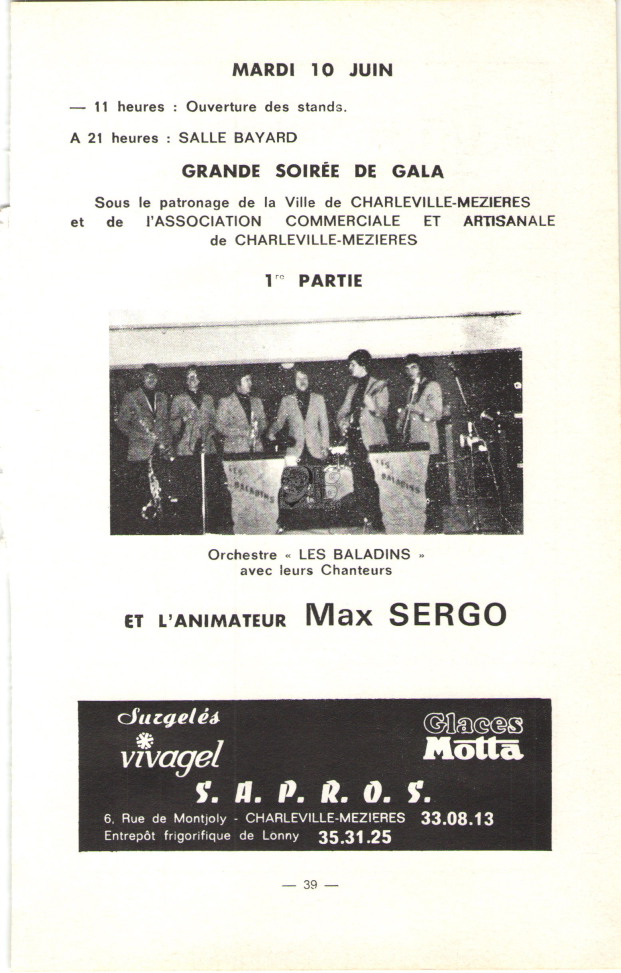 MARDI 10 JUIN
— 11 heures : Ouverture des stands.
A 21 heures : SALLE BAYARD
GRANDE SOIRÉE DE GALA
Sous le patronage de la Ville de CHARLEVILLE-MEZIERES
et de l'ASSOCIATION COMMERCIALE ET ARTISANALE
de CHARLEVILLE-MEZIERES
1re PARTIE
LES BALADINS
LES BALADINS
Orchestre « LES BALADINS »
avec leurs Chanteurs
ET L'ANIMATEUR Max SERGO
Surgelés
vivagel
Glaces
Motta
S. A. P. R. O. S.
6, Rue de Montjoly - CHARLEVILLE-MEZIERES 33.08.13
Entrepôt frigorifique de Lonny 35.31.25
— 39 —